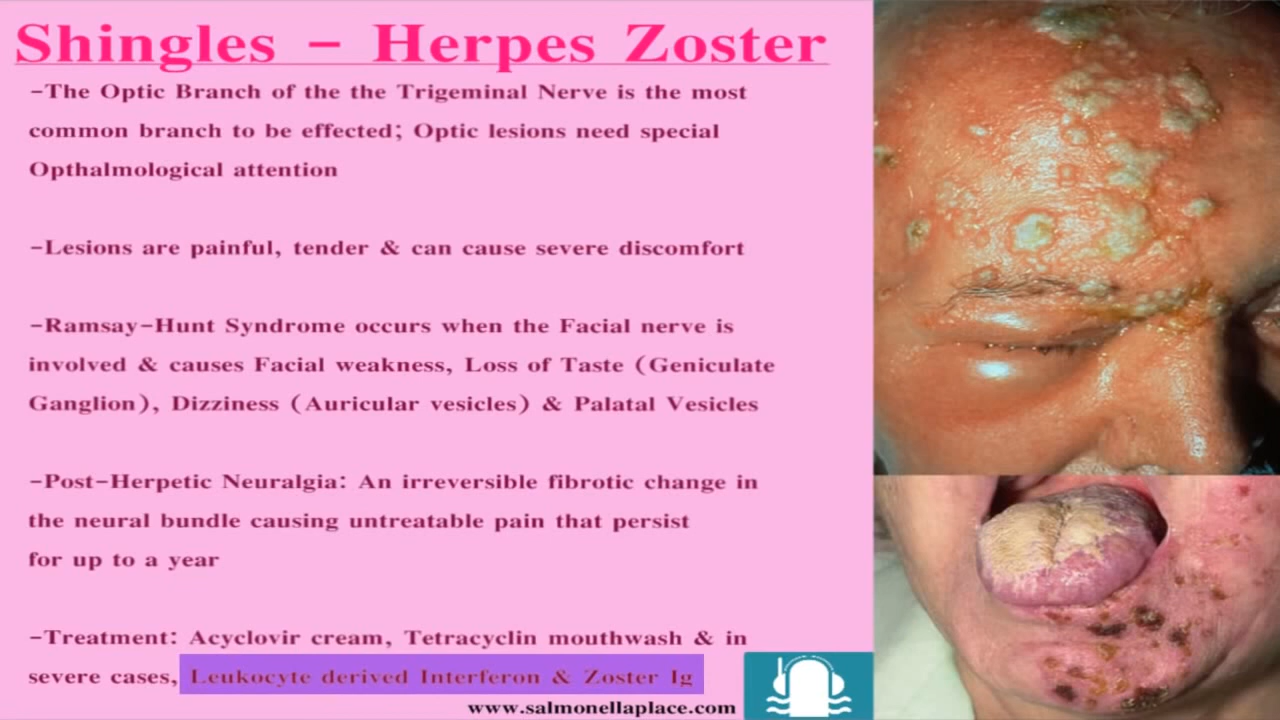 Shingles - Herpes Zoster
-The Optic Branch of the the Trigeminal Nerve is the most
common branch to be effected; Optic lesions need special
Opthalmological attention
-Lesions are painful, tender & can cause severe discomfort
-Ramsay-Hunt Syndrome occurs when the Facial nerve is
involved & causes Facial weakness, Loss of Taste (Geniculate
Ganglion), Dizziness (Auricular vesicles) & Palatal Vesicles
-Post-Herpetic Neuralgia: An irreversible fibrotic change in
the neural bundle causing untreatable pain that persist
for up to a year
-Treatment: Acyclovir cream, Tetracyclin mouthwash & in
severe cases, Leukocyte derived Interferon & Zoster Ig
www.salmonellaplace.com